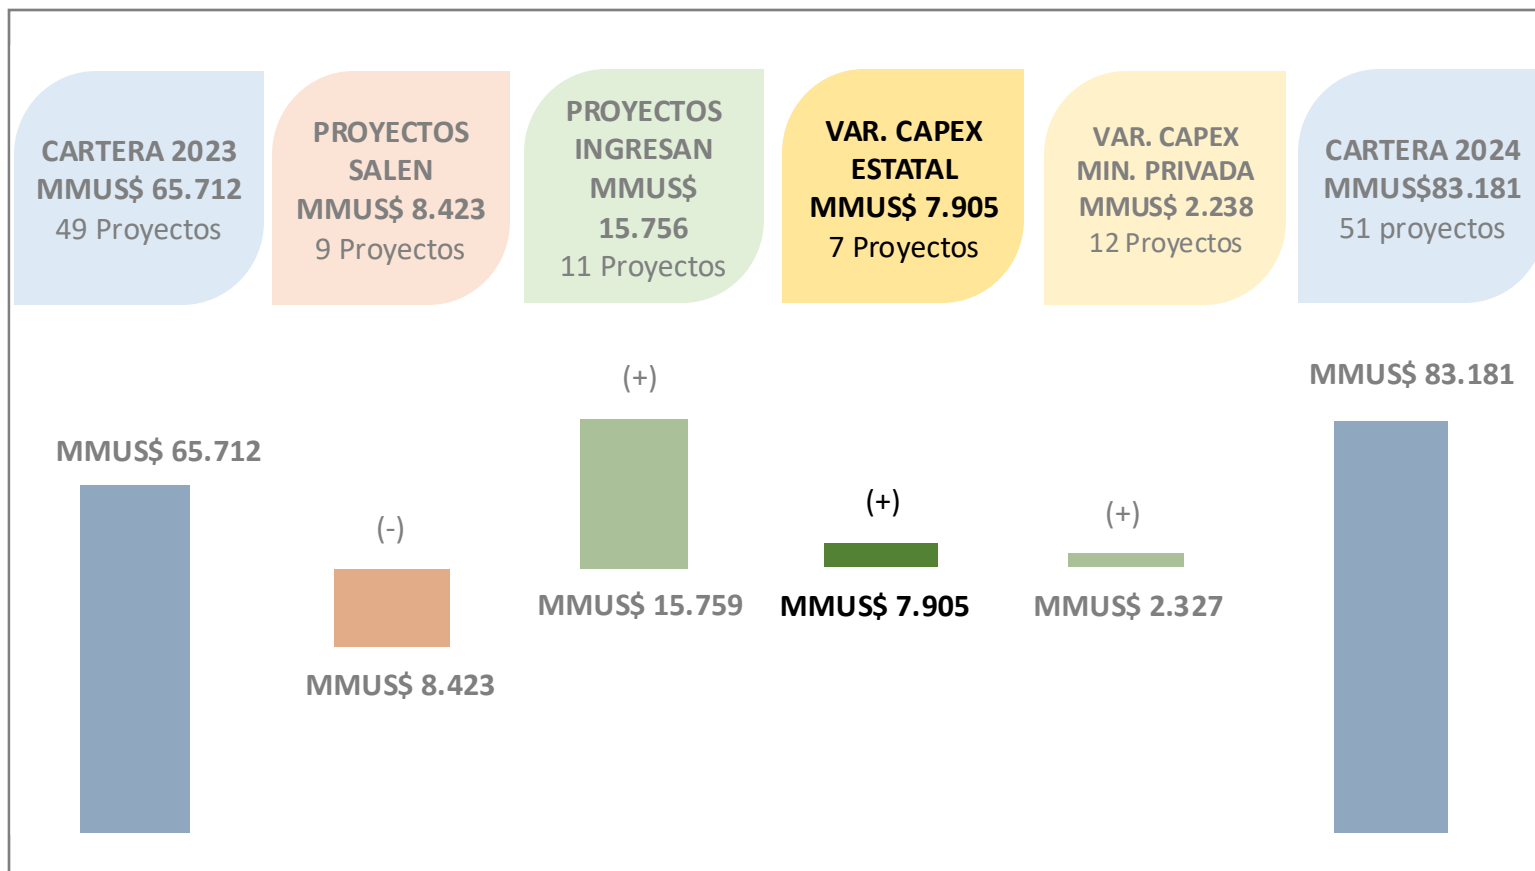 CARTERA 2023
MMUS$ 65.712
49 Proyectos
PROYECTOS
SALEN
MMUS$ 8.423
9 Proyectos
PROYECTOS
INGRESAN
MMUS$
15.756
11 Proyectos
VAR. CAPEX
ESTATAL
MMUS$ 7.905
7 Proyectos
VAR. CAPEX
MIN. PRIVADA
MMUS$ 2.238
12 Proyectos
CARTERA 2024
MMUS$83.181
51 proyectos
MMUS$ 65.712
(-)
MMUS$ 8.423
(+)
MMUS$ 15.759
(+)
MMUS$ 7.905
(+)
MMUS$ 2.327
MMUS$ 83.181